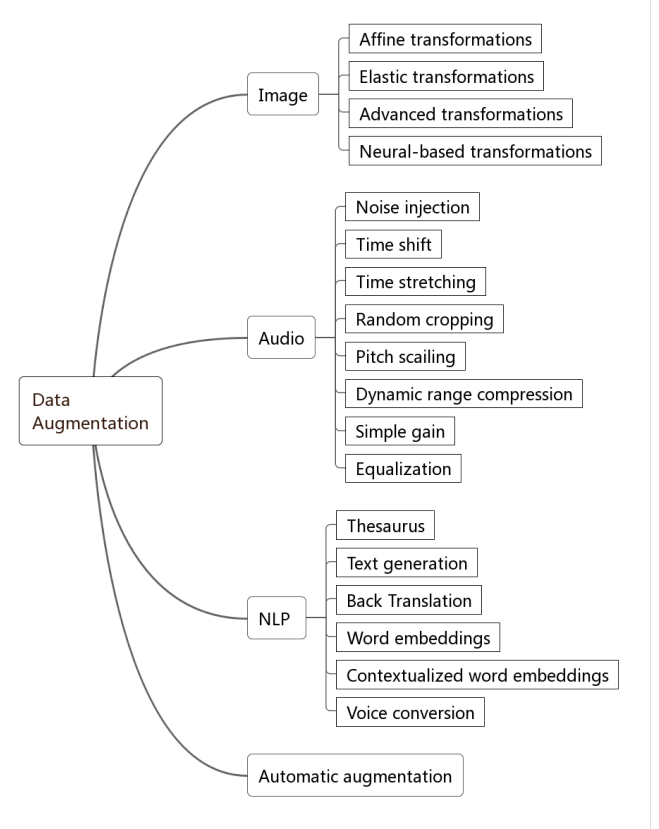 Data
Augmentation
Image
Affine transformations
Elastic transformations
Advanced transformations
Neural-based transformations
Audio
Noise injection
Time shift
Time stretching
Random cropping
Pitch scailing
Dynamic range compression
Simple gain
Equalization
NLP
Thesaurus
Text generation
Back Translation
Word embeddings
Contextualized word embeddings
Voice conversion
Automatic augmentation